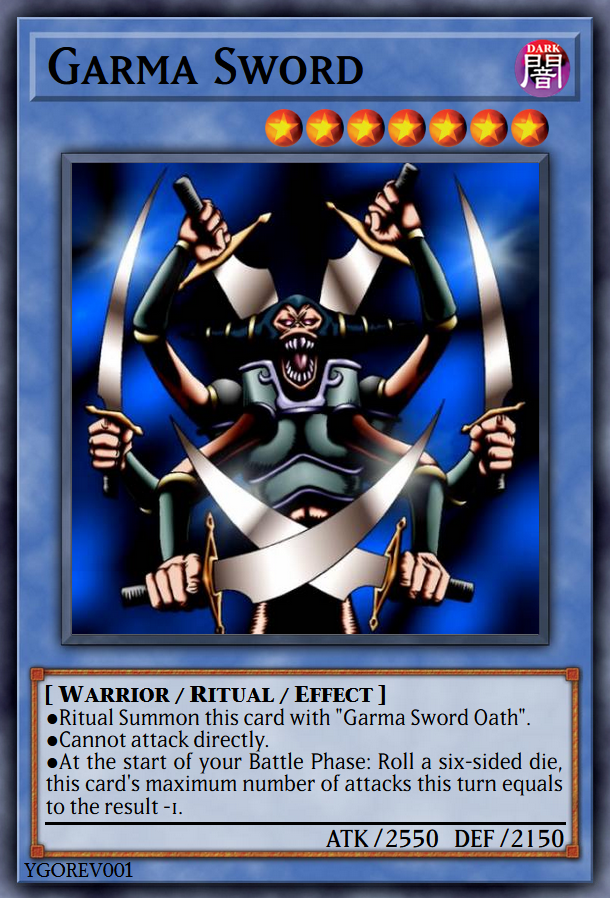 Garma Sword
DARK
闇
[ Warrior / Ritual / Effect ]
●Ritual Summon this card with "Garma Sword Oath".
●Cannot attack directly.
●At the start of your Battle Phase: Roll a six-sided die,
this card's maximum number of attacks this turn equals
to the result -1.
ATK / 2550 DEF / 2150
YGOREV001